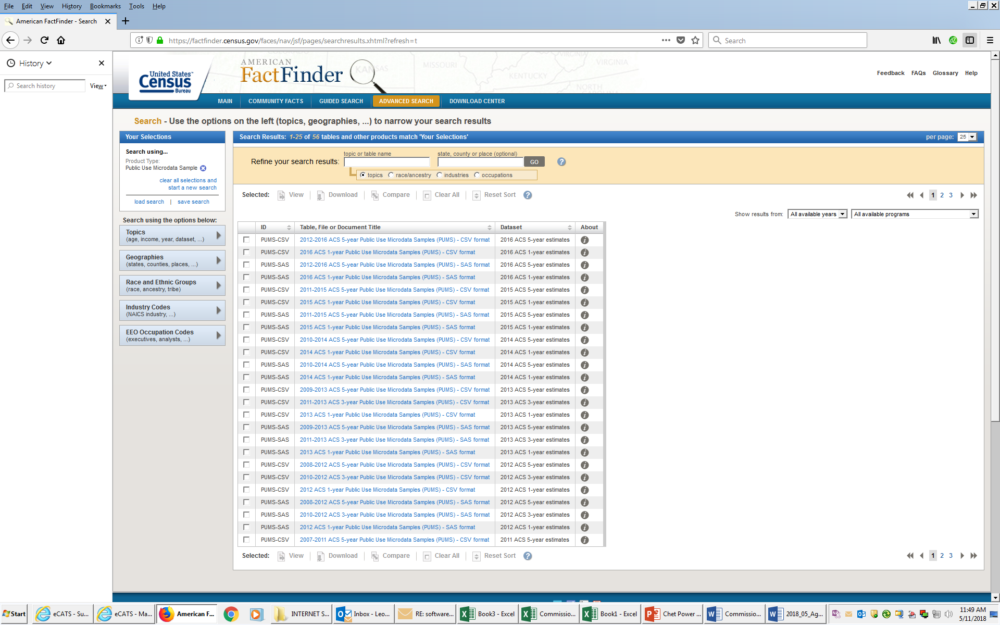 File Edit View History Bookmarks Tools Help
American FactFinder - Search
https://factfinder.census.gov/faces/nav/jsf/pages/searchresults.xhtml?refresh=t
Search
History
Search history View
United States™
Census
Bureau
AMERICAN
FactFinder
KANSAS MISSOURI KENTUCKY VIRGINIA NORTH
Feedback FAQs Glossary Help
MAIN COMMUNITY FACTS GUIDED SEARCH ADVANCED SEARCH DOWNLOAD CENTER
Search - Use the options on the left (topics, geographies, ...) to narrow your search results
Your Selections
Search using...
Product Type:
Public Use Microdata Sample
clear all selections and
start a new search
load search | save search
Search using the options below:
Topics
(age, income, year, dataset, ...)
Geographies
(states, counties, places, ...)
Race and Ethnic Groups
(race, ancestry, tribe)
Industry Codes
(NAICS industry, ...)
EEO Occupation Codes
(executives, analysts, ...)
Search Results: 1-25 of 56 tables and other products match 'Your Selections' per page: 25
topic or table name state, county or place (optional)
Refine your search results: GO ?
topics race/ancestry industries occupations
Selected: View Download Compare Clear All Reset Sort ? 1 2 3
Show results from: All available years All available programs
ID Table, File or Document Title Dataset About
PUMS-CSV 2012-2016 ACS 5-year Public Use Microdata Samples (PUMS) - CSV format 2016 ACS 5-year estimates i
PUMS-CSV 2016 ACS 1-year Public Use Microdata Samples (PUMS) - CSV format 2016 ACS 1-year estimates i
PUMS-SAS 2012-2016 ACS 5-year Public Use Microdata Samples (PUMS) - SAS format 2016 ACS 5-year estimates i
PUMS-SAS 2016 ACS 1-year Public Use Microdata Samples (PUMS) - SAS format 2016 ACS 1-year estimates i
PUMS-CSV 2011-2015 ACS 5-year Public Use Microdata Samples (PUMS) - CSV format 2015 ACS 5-year estimates i
PUMS-CSV 2015 ACS 1-year Public Use Microdata Samples (PUMS) - CSV format 2015 ACS 1-year estimates i
PUMS-SAS 2011-2015 ACS 5-year Public Use Microdata Samples (PUMS) - SAS format 2015 ACS 5-year estimates i
PUMS-SAS 2015 ACS 1-year Public Use Microdata Samples (PUMS) - SAS format 2015 ACS 1-year estimates i
PUMS-CSV 2010-2014 ACS 5-year Public Use Microdata Samples (PUMS) - CSV format 2014 ACS 5-year estimates i
PUMS-CSV 2014 ACS 1-year Public Use Microdata Samples (PUMS) - CSV format 2014 ACS 1-year estimates i
PUMS-SAS 2010-2014 ACS 5-year Public Use Microdata Samples (PUMS) - SAS format 2014 ACS 5-year estimates i
PUMS-SAS 2014 ACS 1-year Public Use Microdata Samples (PUMS) - SAS format 2014 ACS 1-year estimates i
PUMS-CSV 2009-2013 ACS 5-year Public Use Microdata Samples (PUMS) - CSV format 2013 ACS 5-year estimates i
PUMS-CSV 2011-2013 ACS 3-year Public Use Microdata Samples (PUMS) - CSV format 2013 ACS 3-year estimates i
PUMS-CSV 2013 ACS 1-year Public Use Microdata Samples (PUMS) - CSV format 2013 ACS 1-year estimates i
PUMS-SAS 2009-2013 ACS 5-year Public Use Microdata Samples (PUMS) - SAS format 2013 ACS 5-year estimates i
PUMS-SAS 2011-2013 ACS 3-year Public Use Microdata Samples (PUMS) - SAS format 2013 ACS 3-year estimates i
PUMS-SAS 2013 ACS 1-year Public Use Microdata Samples (PUMS) - SAS format 2013 ACS 1-year estimates i
PUMS-CSV 2008-2012 ACS 5-year Public Use Microdata Samples (PUMS) - CSV format 2012 ACS 5-year estimates i
PUMS-CSV 2010-2012 ACS 3-year Public Use Microdata Samples (PUMS) - CSV format 2012 ACS 3-year estimates i
PUMS-CSV 2012 ACS 1-year Public Use Microdata Samples (PUMS) - CSV format 2012 ACS 1-year estimates i
PUMS-SAS 2008-2012 ACS 5-year Public Use Microdata Samples (PUMS) - SAS format 2012 ACS 5-year estimates i
PUMS-SAS 2010-2012 ACS 3-year Public Use Microdata Samples (PUMS) - SAS format 2012 ACS 3-year estimates i
PUMS-SAS 2012 ACS 1-year Public Use Microdata Samples (PUMS) - SAS format 2012 ACS 1-year estimates i
PUMS-CSV 2007-2011 ACS 5-year Public Use Microdata Samples (PUMS) - CSV format 2011 ACS 5-year estimates i
Selected: View Download Compare Clear All Reset Sort ? 1 2 3
Start eCATS - Su... eCATS - Ma... American F... INTERNET S... Inbox - Leo... RE: software... Book3 - Excel Commissio... Book1 - Excel Chet Power ... Commissio... 2018_05_Ag... 11:49 AM
5/11/2018